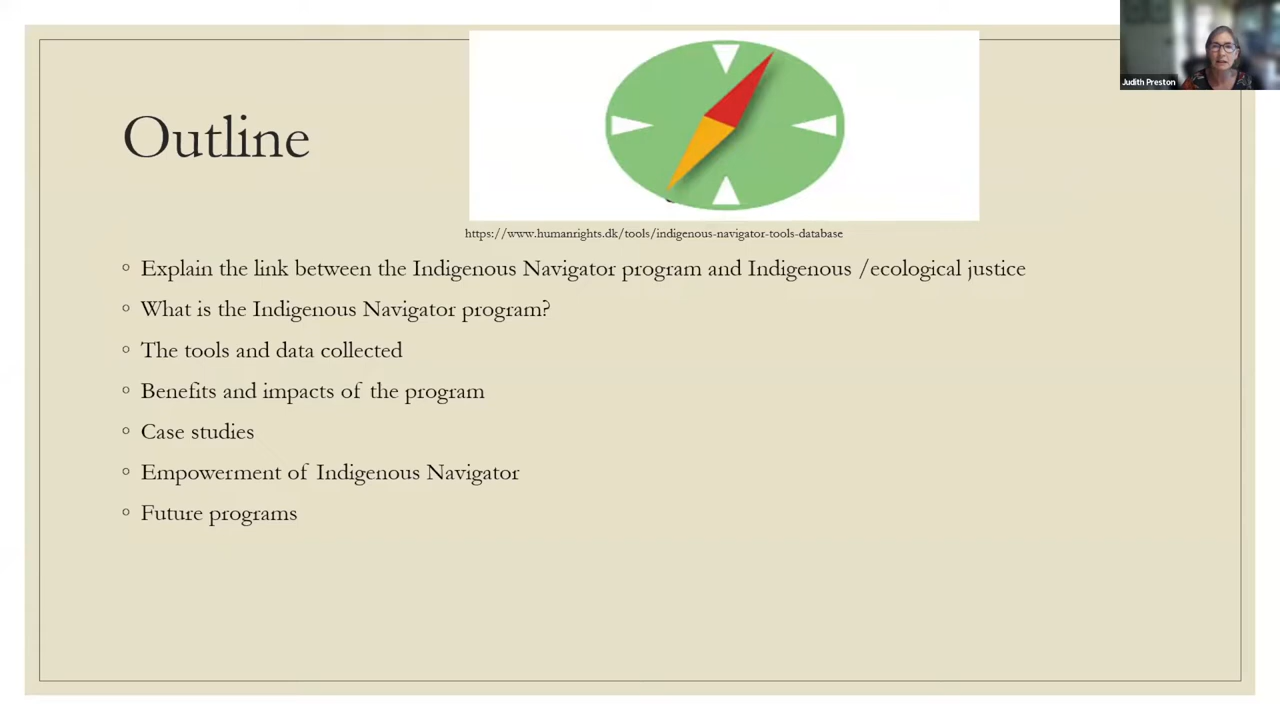 Judith Preston
Outline
https://www.humanrights.dk/tools/indigenous-navigator-tools-database
Explain the link between the Indigenous Navigator program and Indigenous /ecological justice
What is the Indigenous Navigator program?
The tools and data collected
Benefits and impacts of the program
Case studies
Empowerment of Indigenous Navigator
Future programs